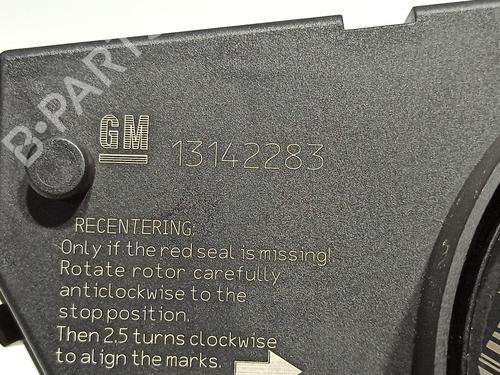 B-PARTS
GM 13142283
RECENTERING:
Only if the red seal is missing!
Rotate rotor carefully
anticlockwise to the
stop position.
Then 2.5 turns clockwise
to align the marks.